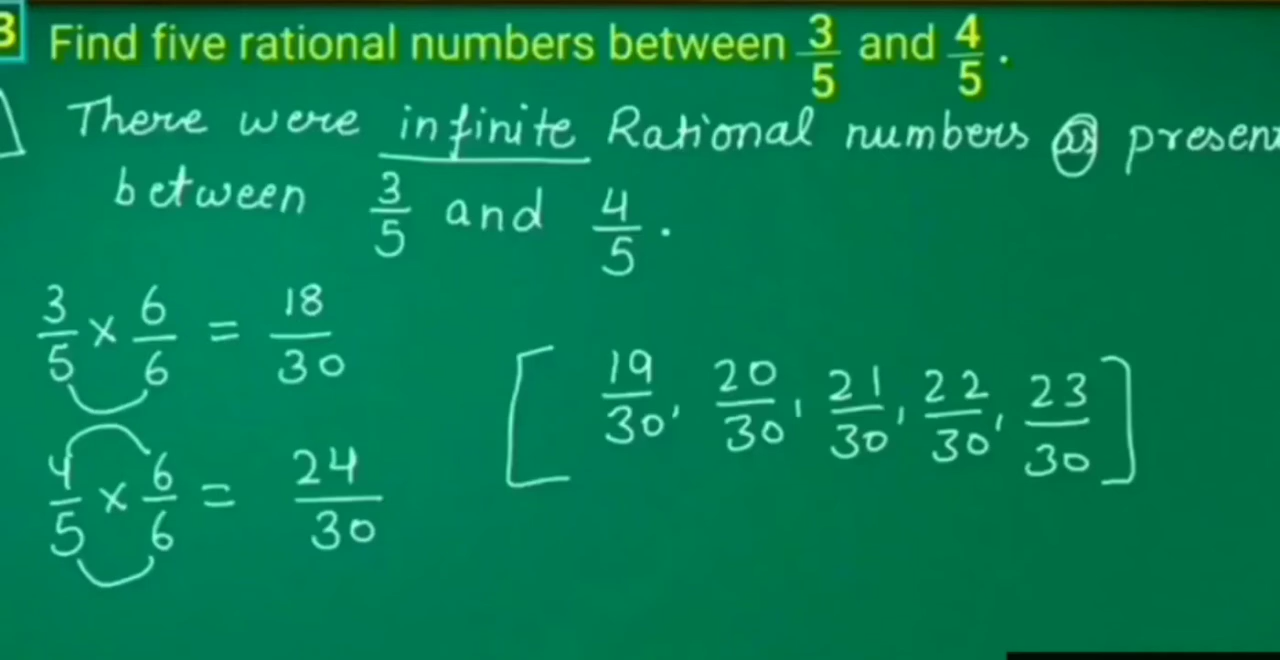 3 Find five rational numbers between 3/5 and 4/5.
There were infinite Rational numbers as presen
between 3/5 and 4/5.
3/5 × 6/6 = 18/30
[19/30, 20/30, 21/30, 22/30, 23/30]
4/5 × 6/6 = 24/30